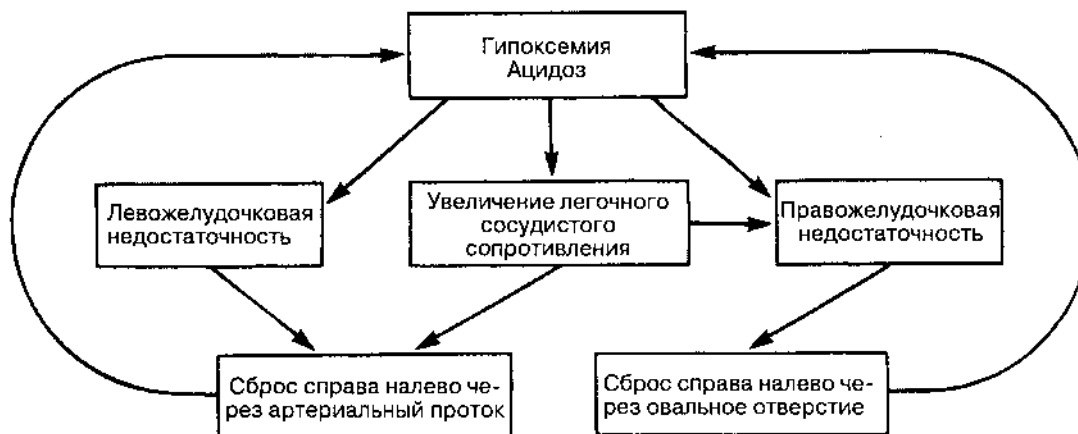 Гипоксемия
Ацидоз
Левожелудочковая
недостаточность
Увеличение легочного
сосудистого
сопротивления
Правожелудочковая
недостаточность
Сброс справа налево че-
рез артериальный проток
Сброс справа налево че-
рез овальное отверстие